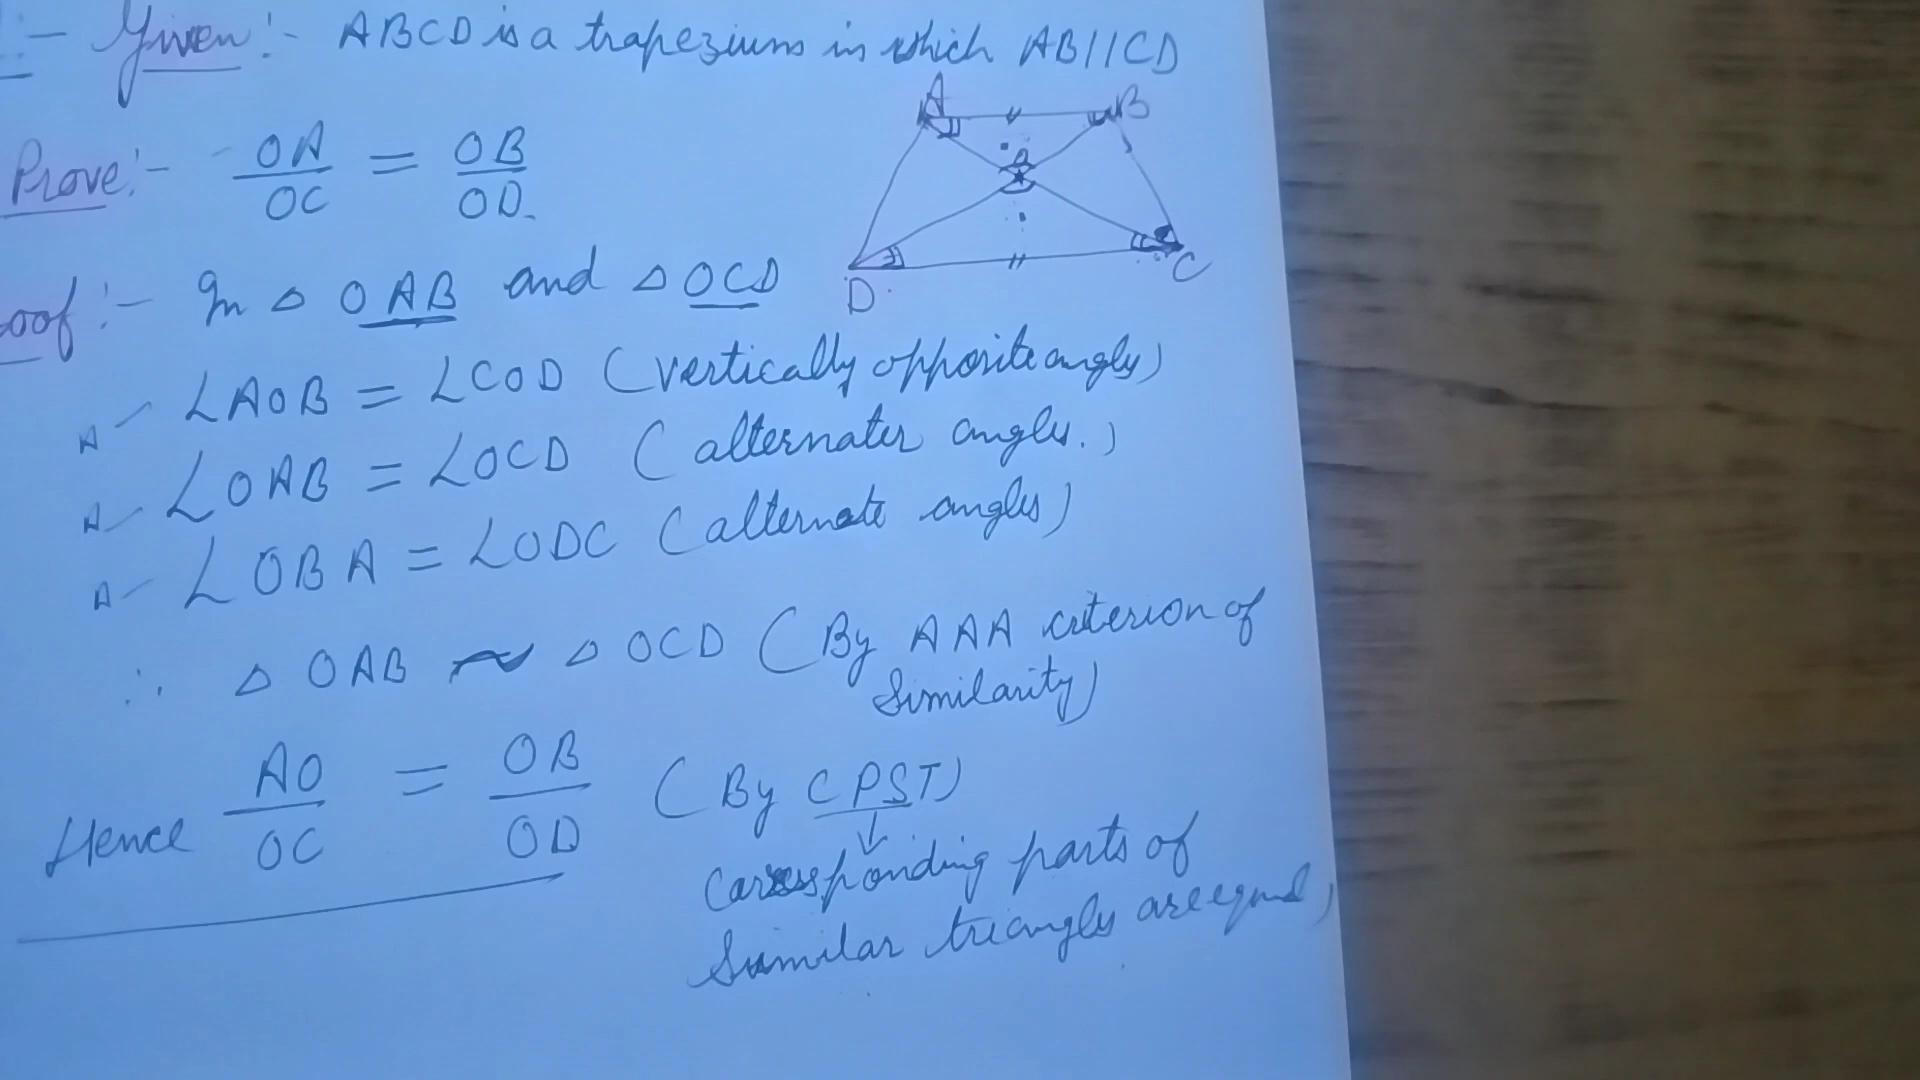 :- Given :- ABCD is a trapezium in which AB//CD
Prove :- OA/OC = OB/OD
A B
O
D C
oof :- In △ OAB and △ OCD
A - ∠AOB = ∠COD (vertically opposite angles)
A - ∠OAB = ∠OCD (alternater angles.)
A - ∠OBA = ∠ODC (alternate angles)
∴ △ OAB ~ △ OCD (By AAA criterion of
Similarity)
Hence AO/OC = OB/OD (By CPST)
Corresponding parts of
Similar triangles are equal)